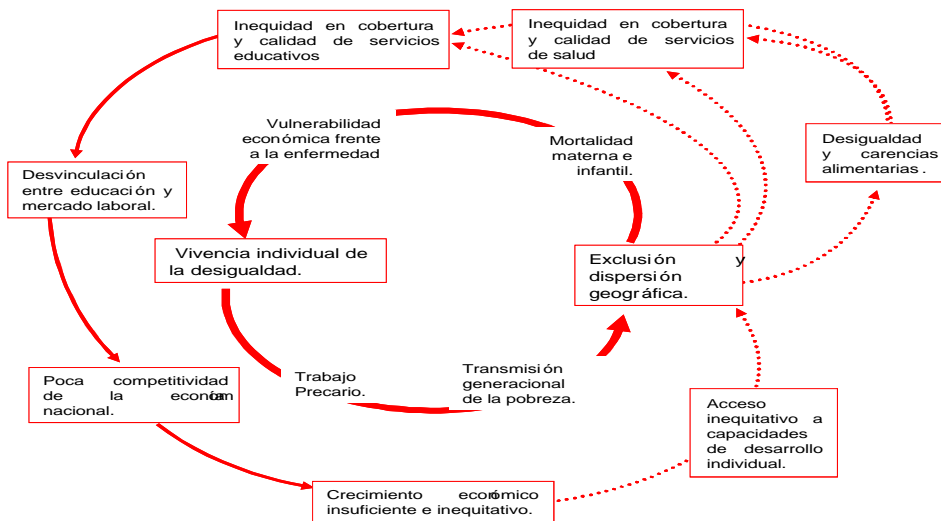 Inequidad en cobertura
y calidad de servicios
educativos
Inequidad en cobertura
y calidad de servicios
de salud
Vulnerabilidad
económica frente
a la enfermedad
Mortalidad
materna e
infantil.
Desigualdad
y carencias
alimentarias.
Desvinculación
entre educación y
mercado laboral.
Vivencia individual de
la desigualdad.
Exclusión y
dispersión
geográfica.
Poca competitividad
de la
nacional.
Trabajo
Precario.
Transmisión
generacional
de la pobreza.
Acceso
inequitativo a
capacidades
de desarrollo
individual.
Crecimiento económico
insuficiente e inequitativo.